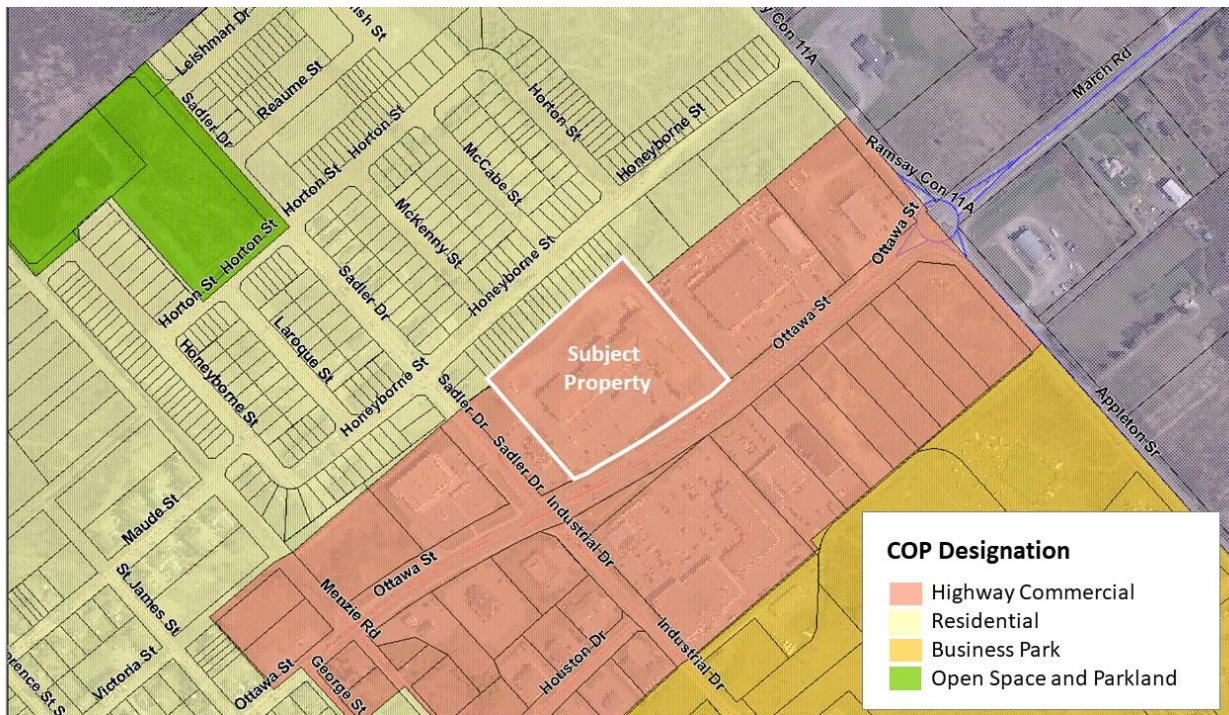 Leishman Dr
ish St
Reaume St
Sadler Dr
Horton St
Horton St
Horton St
McCabe St
Honeyborne St
y Con 11A
March Rd
Ramsay Con 11A
McKenny St
Ottawa St
Horton St
Horton St
Sadler Dr
Honeyborne St
Ottawa St
Laroque St
Honeyborne St
Subject
Property
Honeyborne St
Sadler Dr
Sadler Dr
Appleton Sr
Maude St
Industrial Dr
St James St
Ottawa St
Menzie Rd
Victoria St
orence St S
Ottawa St
George St
Houston Dr
Industrial Dr
COP Designation
Highway Commercial
Residential
Business Park
Open Space and Parkland